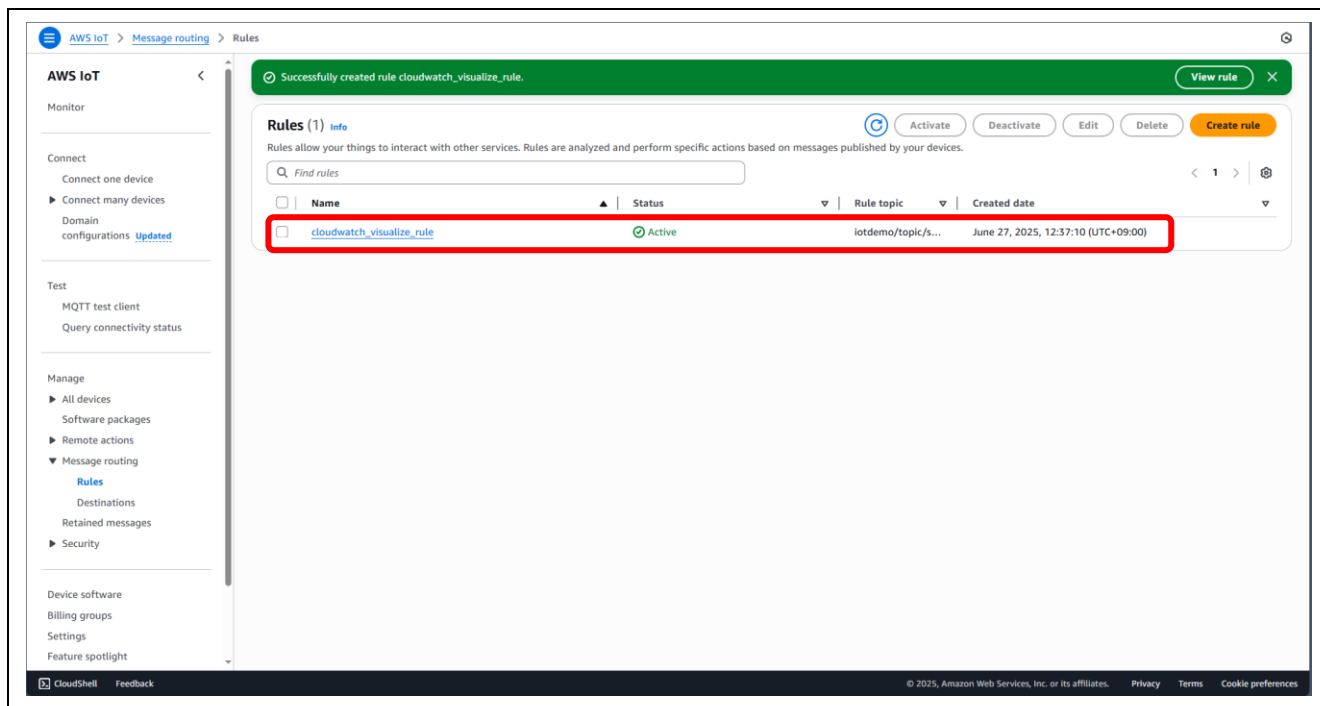 AWS IoT > Message routing > Rules
AWS IoT
Monitor
Connect
Connect one device
Connect many devices
Domain
configurations Updated
Test
MQTT test client
Query connectivity status
Manage
All devices
Software packages
Remote actions
Message routing
Rules
Destinations
Retained messages
Security
Device software
Billing groups
Settings
Feature spotlight
Successfully created rule cloudwatch_visualize_rule.
View rule
Rules (1) Info
Activate Deactivate Edit Delete Create rule
Rules allow your things to interact with other services. Rules are analyzed and perform specific actions based on messages published by your devices.
Find rules
< 1 >
Name Status Rule topic Created date
cloudwatch_visualize_rule Active iotdemo/topic/s... June 27, 2025, 12:37:10 (UTC+09:00)
CloudShell Feedback © 2025, Amazon Web Services, Inc. or its affiliates. Privacy Terms Cookie preferences